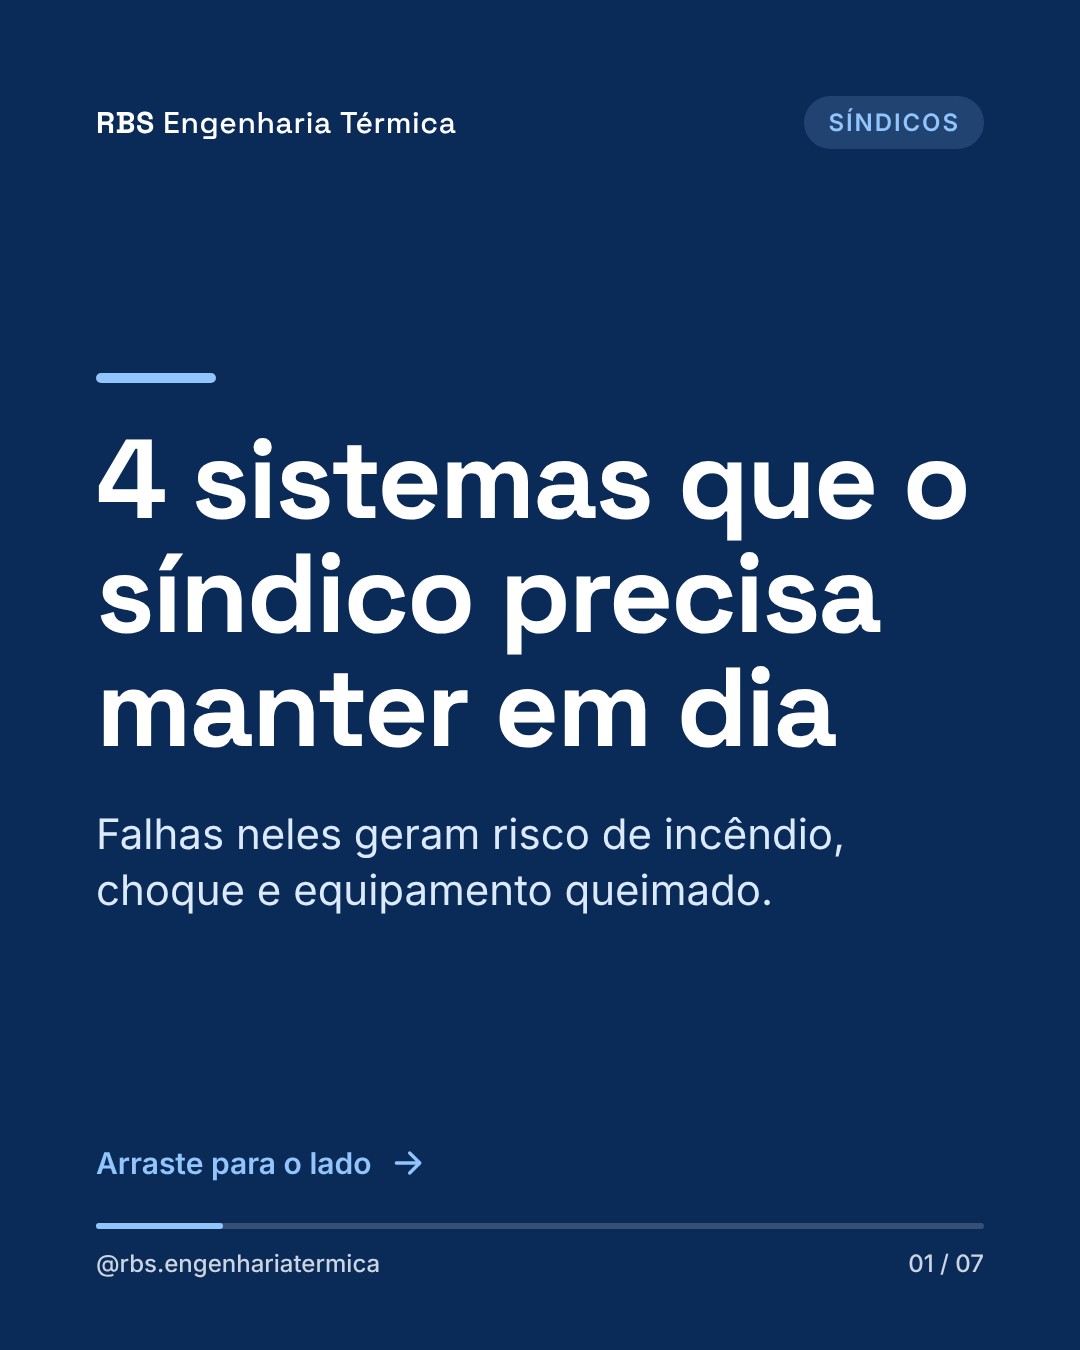 RBS Engenharia Térmica
SÍNDICOS
4 sistemas que o
síndico precisa
manter em dia
Falhas neles geram risco de incêndio,
choque e equipamento queimado.
Arraste para o lado →
@rbs.engenhariatermica
01 / 07